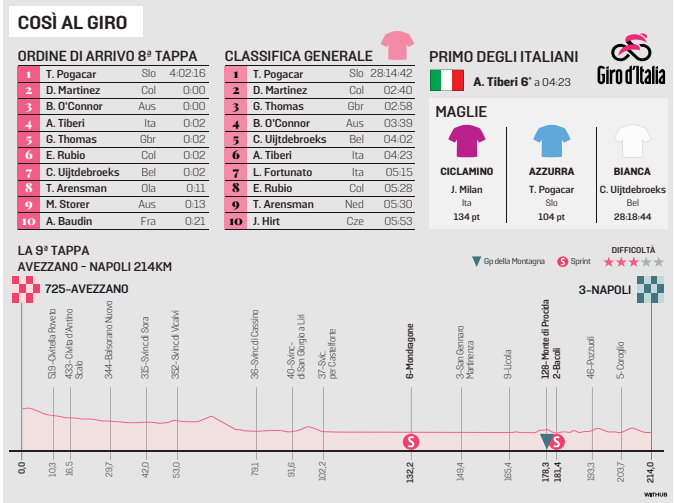 COSÌ AL GIRO
ORDINE DI ARRIVO 8ª TAPPA
1 T. Pogacar Slo 4:02:16
2 D. Martinez Col 0:00
3 B. O'Connor Aus 0:00
4 A. Tiberi Ita 0:02
5 G. Thomas Gbr 0:02
6 E. Rubio Col 0:02
7 C. Uijtdebroeks Bel 0:02
8 T. Arensman Ola 0:11
9 M. Storer Aus 0:13
10 A. Baudin Fra 0:21
CLASSIFICA GENERALE
1 T. Pogacar Slo 28:14:42
2 D. Martinez Col 02:40
3 G. Thomas Gbr 02:58
4 B. O'Connor Aus 03:39
5 C. Uijtdebroeks Bel 04:02
6 A. Tiberi Ita 04:23
7 L. Fortunato Ita 05:15
8 E. Rubio Col 05:28
9 T. Arensman Ned 05:30
10 J. Hirt Cze 05:53
PRIMO DEGLI ITALIANI
A. Tiberi 6° a 04:23
Giro d'Italia
MAGLIE
CICLAMINO
J. Milan
Ita
134 pt
AZZURRA
T. Pogacar
Slo
104 pt
BIANCA
C. Uijtdebroeks
Bel
28:18:44
LA 9ª TAPPA
AVEZZANO - NAPOLI 214KM
Gp della Montagna
S Sprint
DIFFICOLTÀ
725-AVEZZANO
3-NAPOLI
519-Civitella Roveto
433-Civita d'Antino
Scalo
344-Balsorano Nuovo
315-Svinc. di Sora
352-Svinc. di Vicalvi
36-Svinc. di Cassino
40-Svinc-
di San Giorgio a Liri
37-Svic.
per Castelforte
6-Mondragone
3-San Gennaro
Martinenza
9-Licola
128-Monte di Procida
2-Bacoli
46-Pozzuoli
5-Coroglio
S
S
0,0
10,3
16,5
29,7
42,0
53,0
79,1
91,6
102,2
132,2
149,4
165,4
178,3
181,4
193,3
203,7
214,0
WITHUB